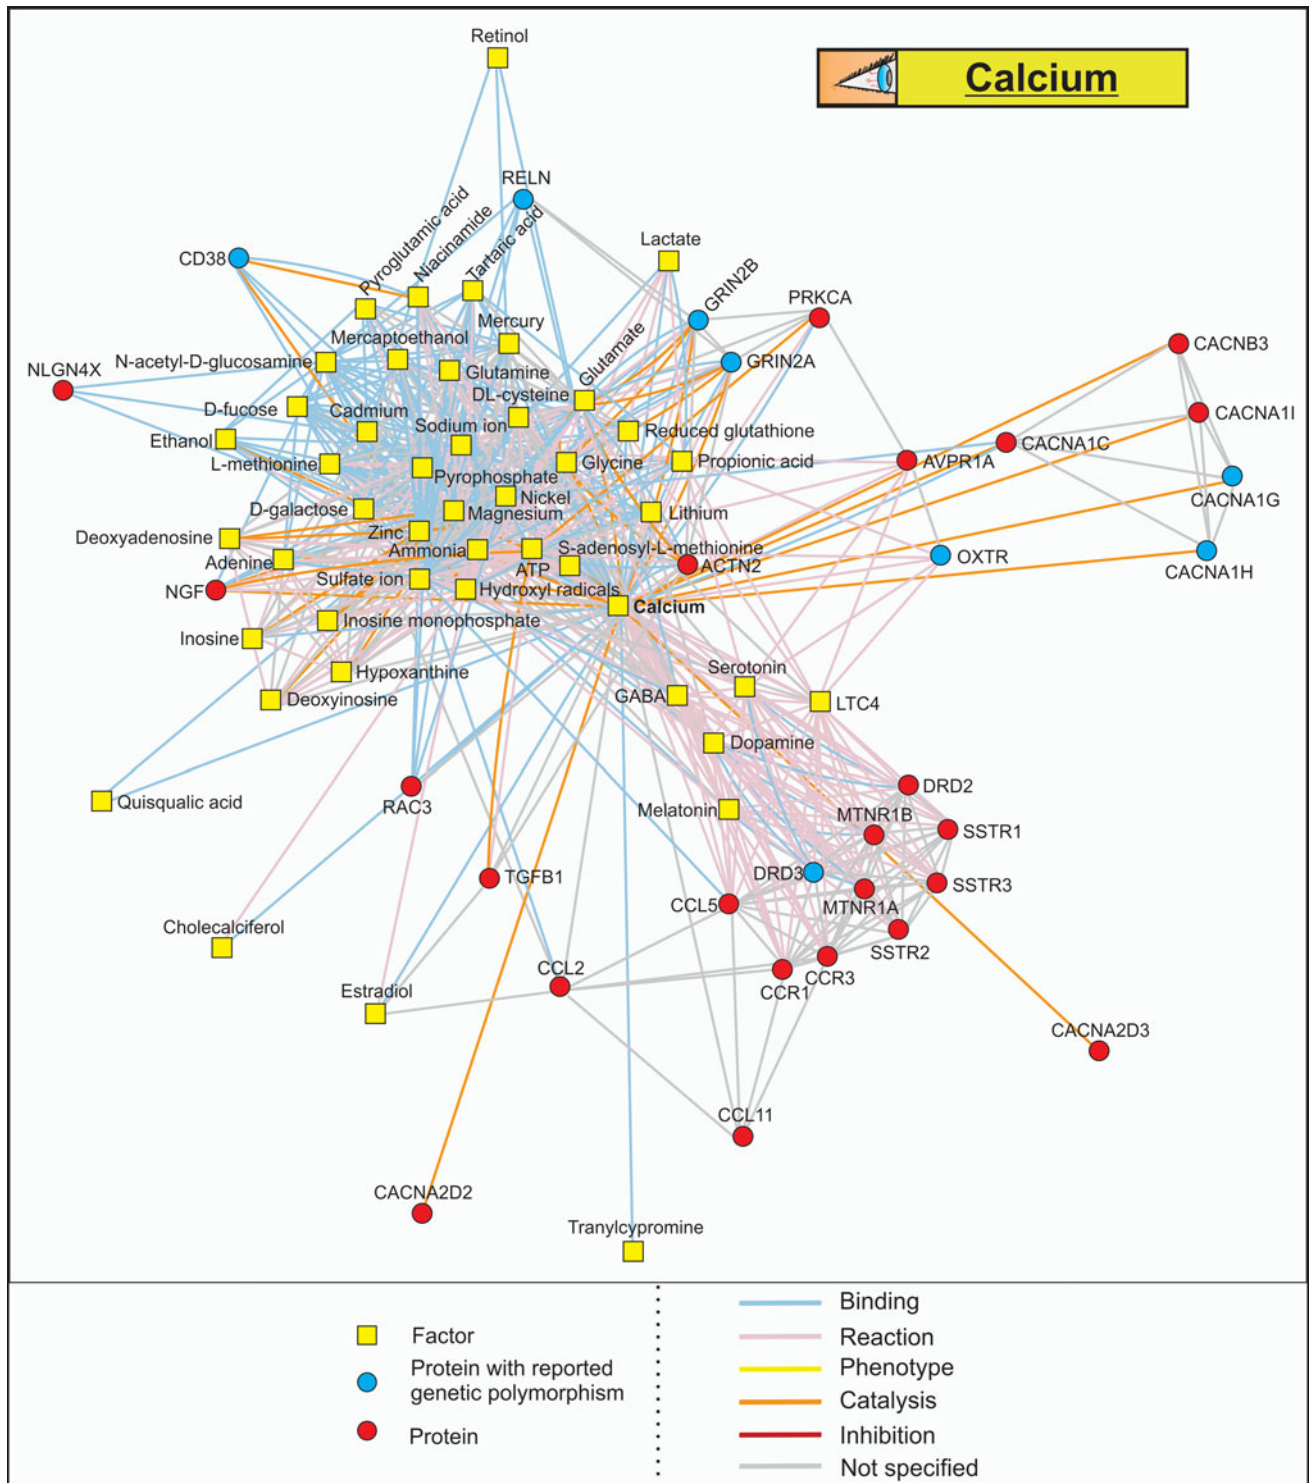 Retinol
Calcium
RELN
Pyroglutamic acid
Niacinamide
Tartaric acid
Lactate
CD38
GRIN2B
PRKCA
Mercury
Mercaptoethanol
Glutamate
CACNB3
N-acetyl-D-glucosamine
NLGN4X
Glutamine
GRIN2A
DL-cysteine
D-fucose
Cadmium
CACNA1I
Sodium ion
Reduced glutathione
Ethanol
CACNA1C
L-methionine
Glycine
Propionic acid
AVPR1A
Pyrophosphate
Nickel
CACNA1G
D-galactose
Magnesium
Lithium
Deoxyadenosine
Zinc
Ammonia
S-adenosyl-L-methionine
OXTR
Adenine
ATP
ACTN2
CACNA1H
Sulfate ion
NGF
Hydroxyl radicals
Calcium
Inosine monophosphate
Inosine
Hypoxanthine
Serotonin
Deoxyinosine
GABA
LTC4
Dopamine
Quisqualic acid
RAC3
DRD2
Melatonin
MTNR1B
SSTR1
TGFB1
DRD3
SSTR3
CCL5
MTNR1A
Cholecalciferol
SSTR2
CCL2
CCR3
CCR1
Estradiol
CACNA2D3
CCL11
CACNA2D2
Tranylcypromine
Factor
Protein with reported
genetic polymorphism
Protein
Binding
Reaction
Phenotype
Catalysis
Inhibition
Not specified